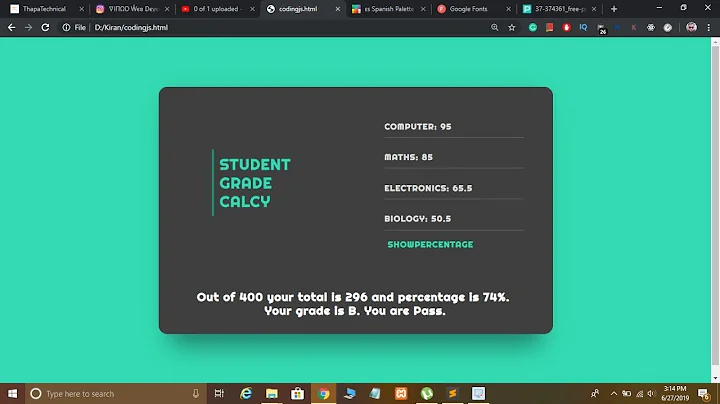 ThapaTechnical
0 of 1 uploaded -
codingjs.html
es Spanish Palette
Google Fonts
37-374361_free-p
File
D:/Kiran/codingjs.html
26
STUDENT
GRADE
CALCY
COMPUTER: 95
MATHS: 85
ELECTRONICS: 65.5
BIOLOGY: 50.5
SHOWPERCENTAGE
Out of 400 your total is 296 and percentage is 74%.
Your grade is B. You are Pass.
Type here to search
3:14 PM
6/27/2019